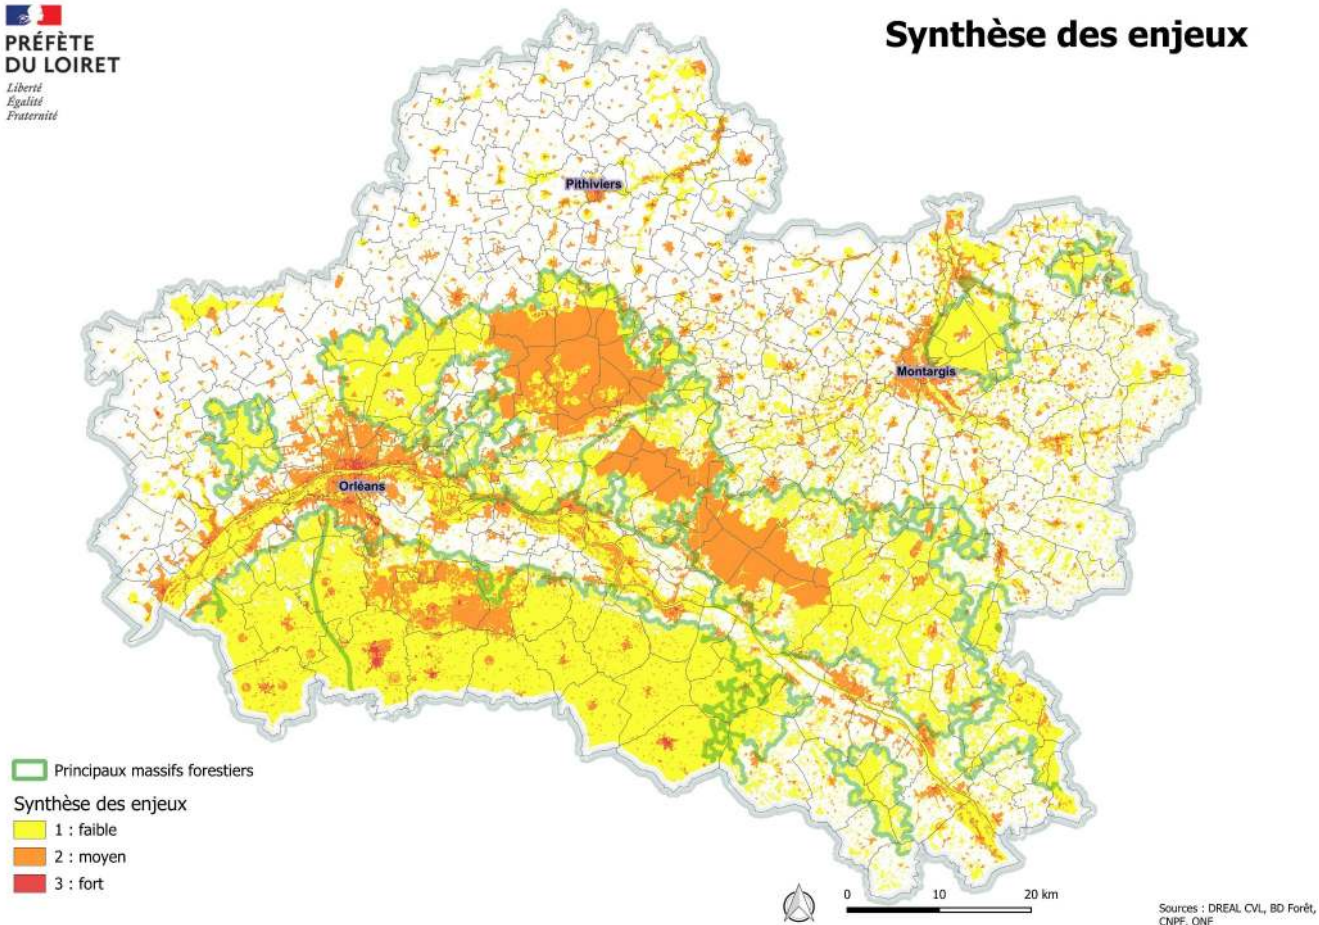 PRÉFÈTE
DU LOIRET
Liberté
Égalité
Fraternité
Synthèse des enjeux
Pithiviers
Montargis
Orléans
Principaux massifs forestiers
Synthèse des enjeux
1 : faible
2 : moyen
3 : fort
0 10 20 km
Sources : DREAL CVL, BD Forêt,
CNPF, ONF